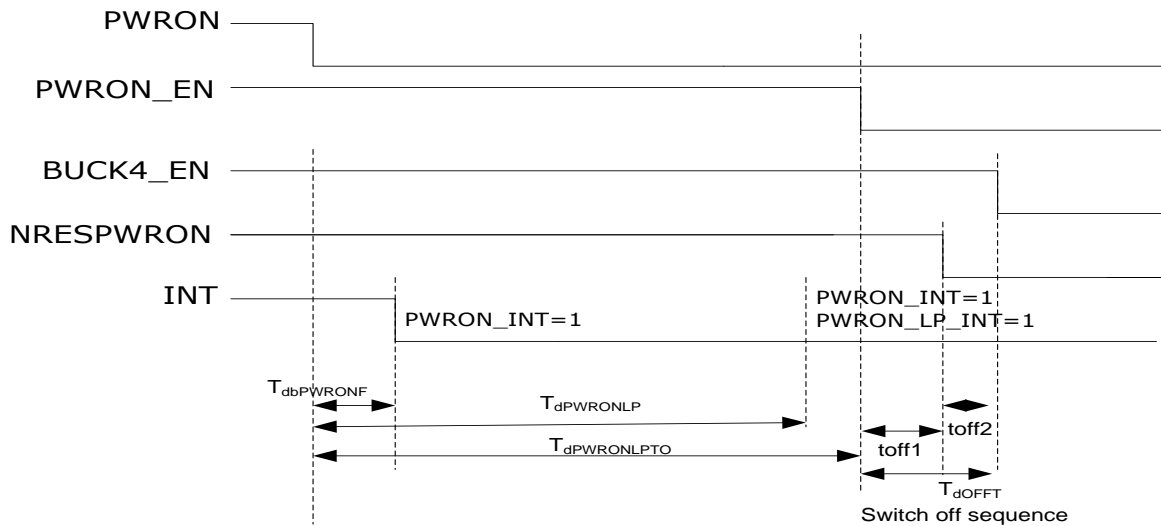 PWRON
PWRON_EN
BUCK4_EN
NRESPWRON
INT
PWRON_INT=1
PWRON_INT=1
PWRON_LP_INT=1
TdbPWRONF
TdPWRONLP
TdPWRONLPTO
toff1
toff2
TdOFFT
Switch off sequence